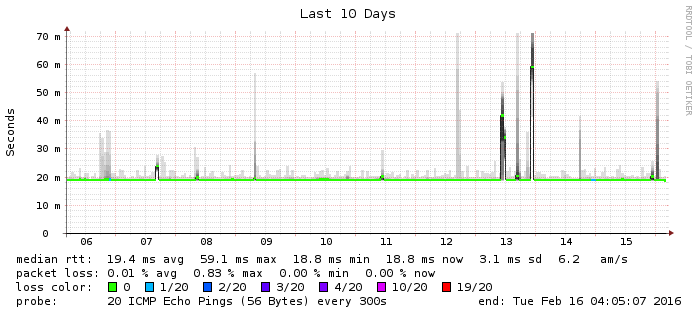 Last 10 Days
RRDTOOL / TOBI OETIKER
Seconds
70 m
60 m
50 m
40 m
30 m
20 m
10 m
0
06 07 08 09 10 11 12 13 14 15
median rtt: 19.4 ms avg 59.1 ms max 18.8 ms min 18.8 ms now 3.1 ms sd 6.2 am/s
packet loss: 0.01 % avg 0.83 % max 0.00 % min 0.00 % now
loss color: 0 1/20 2/20 3/20 4/20 10/20 19/20
probe: 20 ICMP Echo Pings (56 Bytes) every 300s end: Tue Feb 16 04:05:07 2016